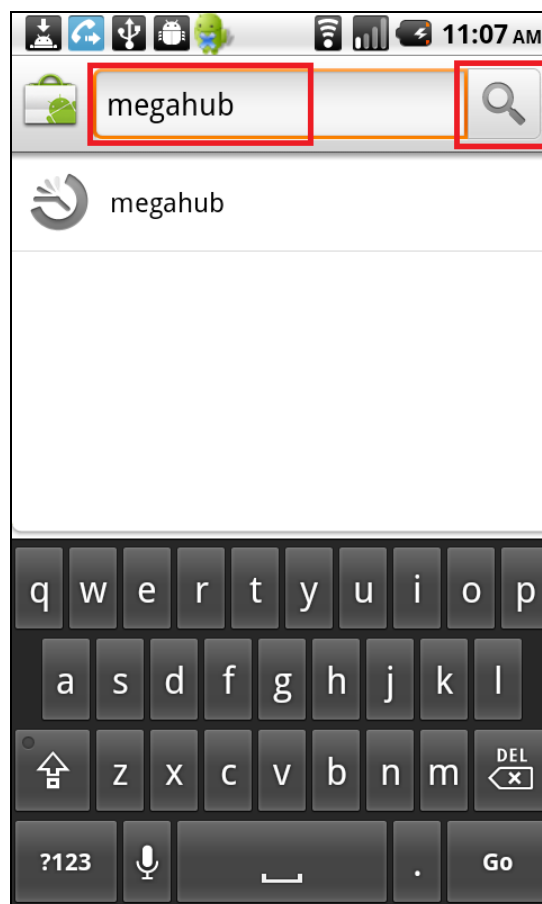 11:07 AM
megahub
megahub
q w e r t y u i o p
a s d f g h j k l
z x c v b n m DEL
?123 . Go